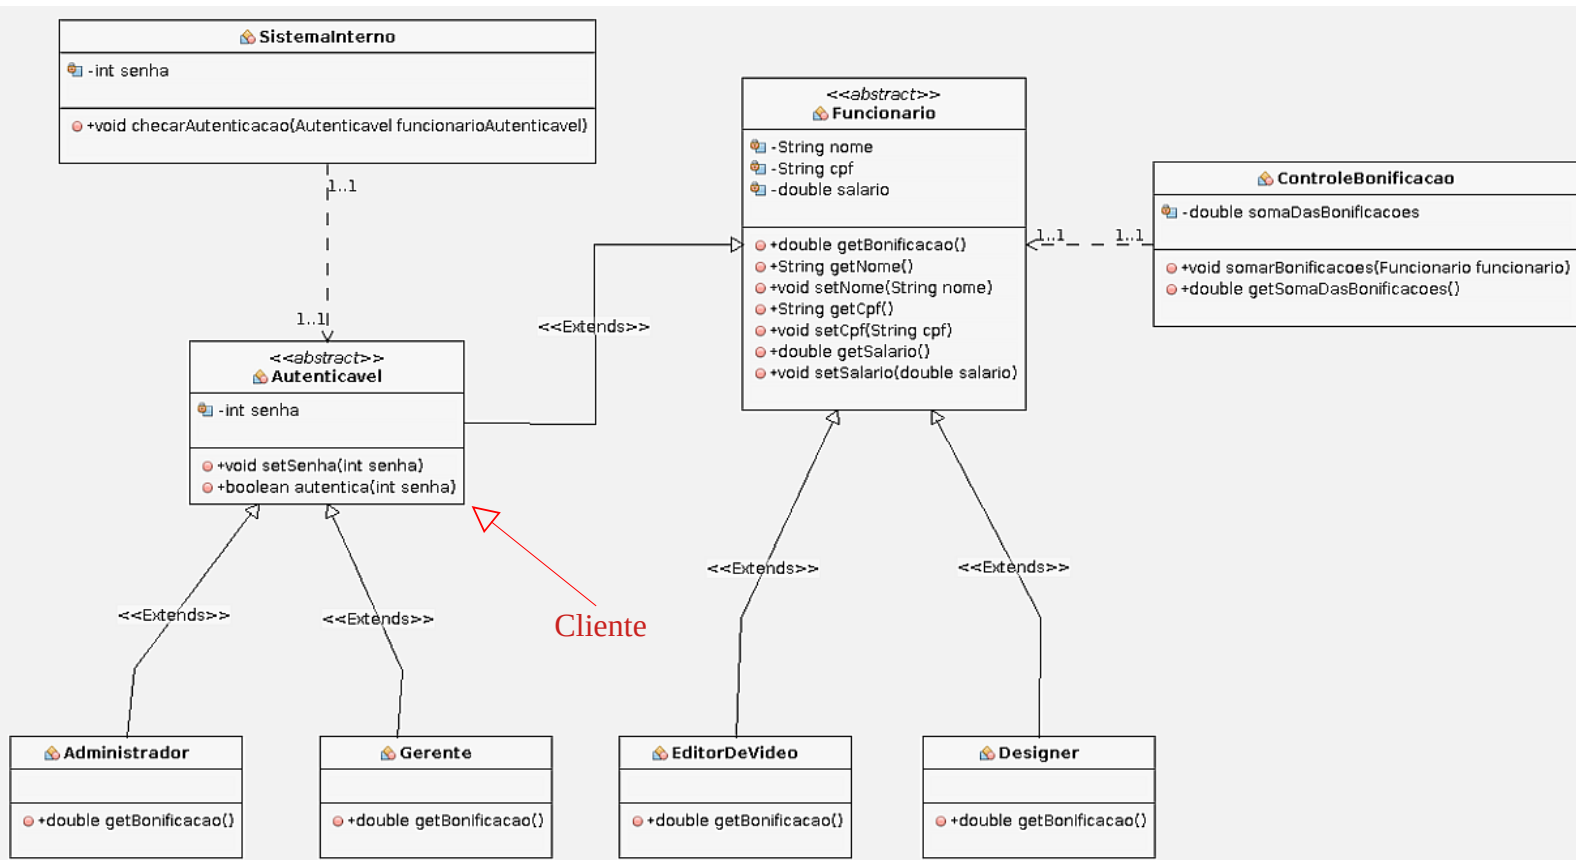 SistemaInterno
-int senha
+void checarAutenticacao(Autenticavel funcionarioAutenticavel)
1..1
1..1
<<abstract>>
Autenticavel
-int senha
+void setSenha(int senha)
+boolean autentica(int senha)
<<Extends>>
<<abstract>>
Funcionario
-String nome
-String cpf
-double salario
+double getBonificacao()
+String getNome()
+void setNome(String nome)
+String getCpf()
+void setCpf(String cpf)
+double getSalario()
+void setSalario(double salario)
1..1
1..1
ControleBonificacao
-double somaDasBonificacoes
+void somarBonificacoes(Funcionario funcionario)
+double getSomaDasBonificacoes()
<<Extends>>
<<Extends>>
Cliente
<<Extends>>
<<Extends>>
Administrador
+double getBonificacao()
Gerente
+double getBonificacao()
EditorDeVideo
+double getBonificacao()
Designer
+double getBonificacao()